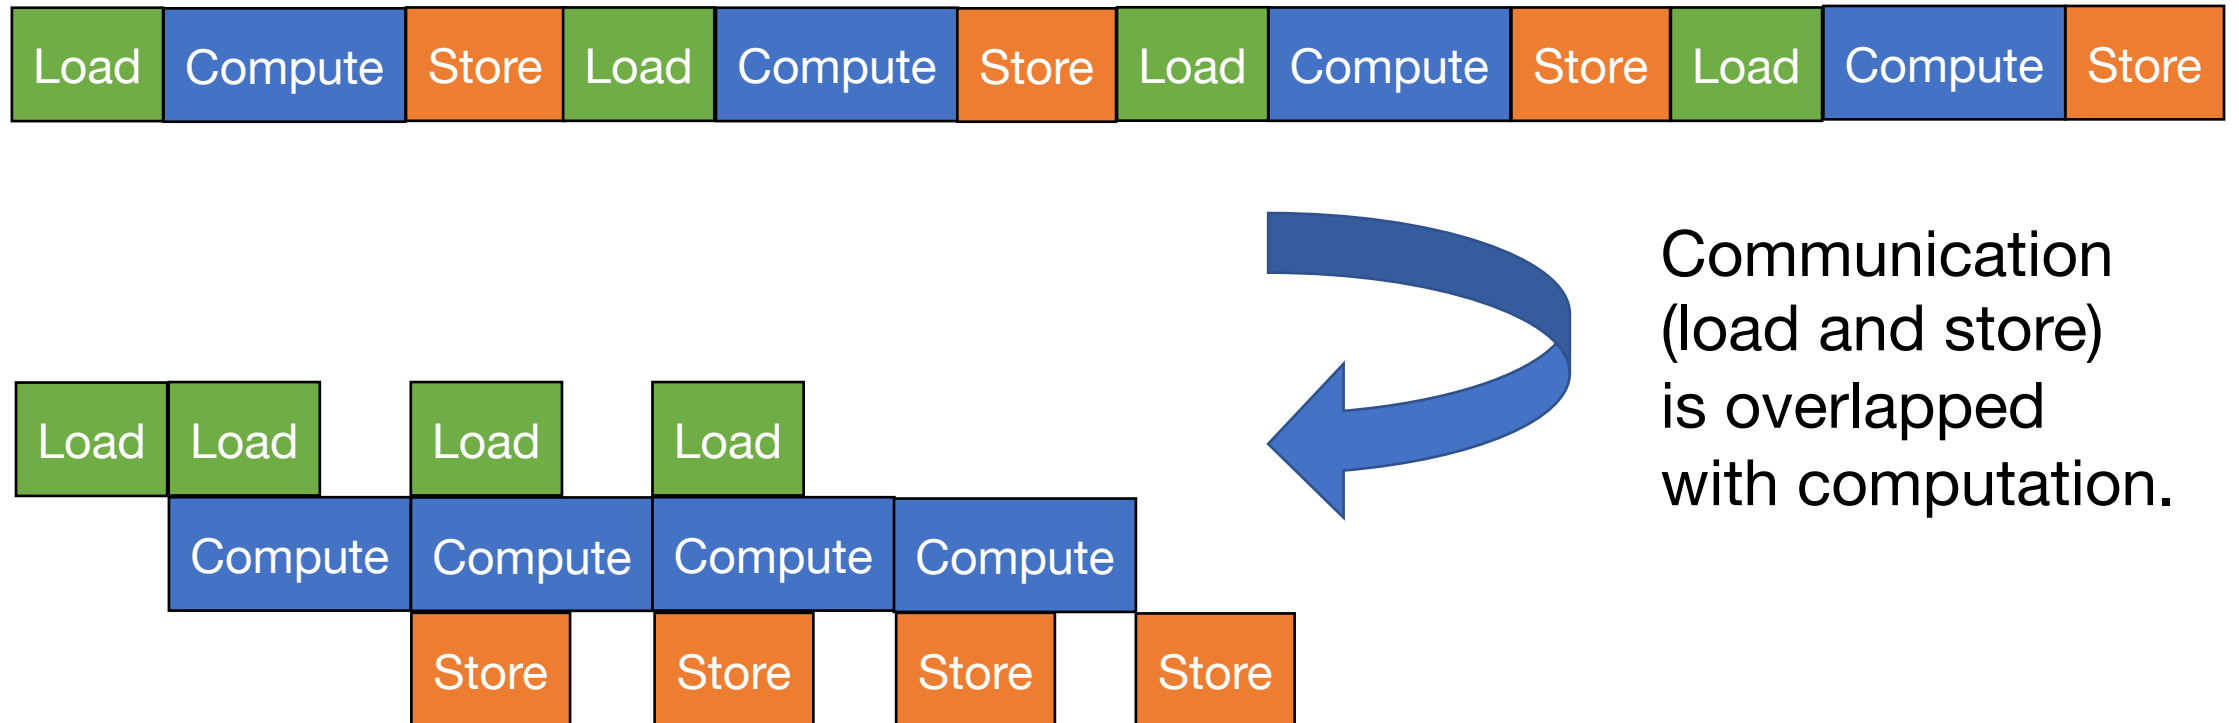 Load Compute Store Load Compute Store Load Compute Store Load Compute Store
Communication
(load and store)
is overlapped
with computation.
Load Load Load Load
Compute Compute Compute Compute
Store Store Store Store